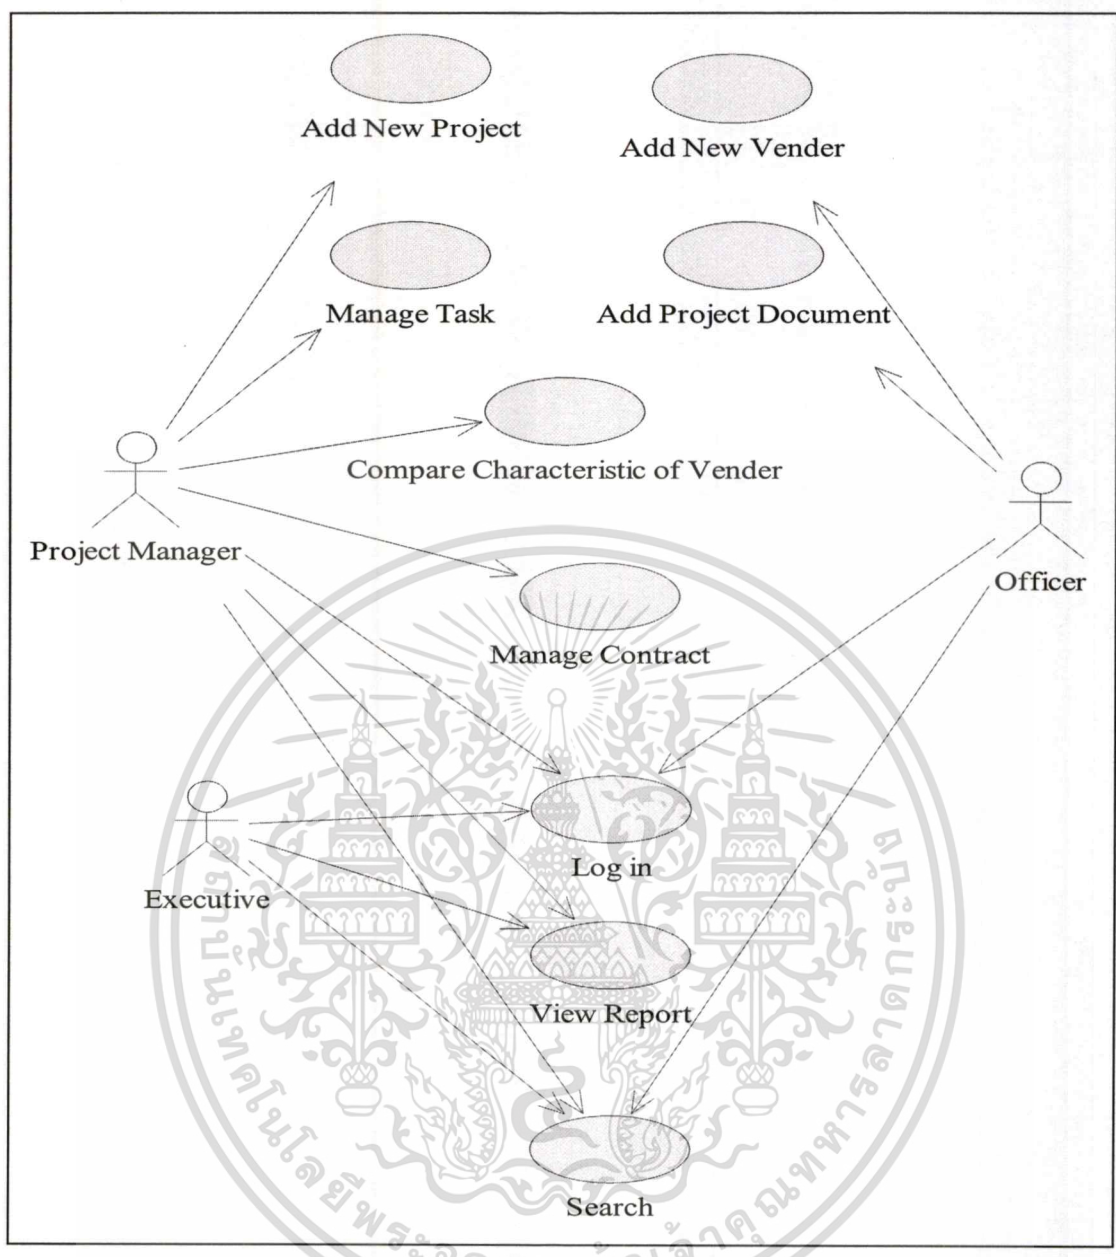 Add New Project
Add New Vender
Manage Task
Add Project Document
Compare Characteristic of Vender
Project Manager
Officer
Manage Contract
Log in
Executive
View Report
Search